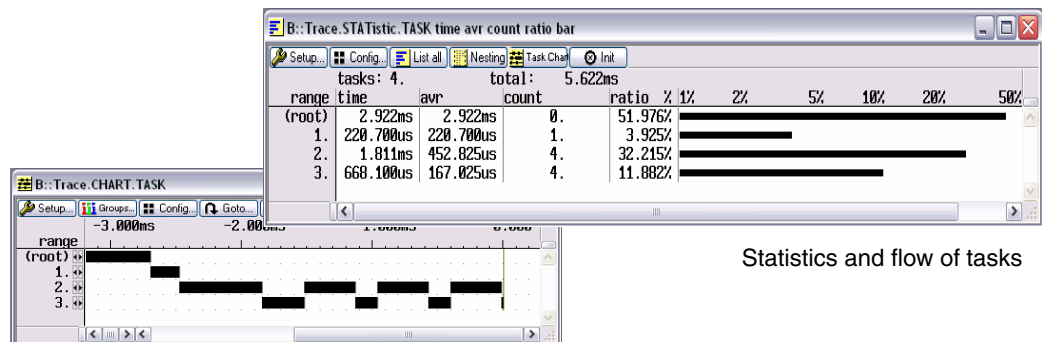 B::Trace.STATistic.TASK time avr count ratio bar
Setup... Config... List all Nesting Task Chart Init
tasks: 4. total: 5.622ms
range time avr count ratio % 1% 2% 5% 10% 20% 50%
(root) 2.922ms 2.922ms 0. 51.976%
1. 220.700us 220.700us 1. 3.925%
2. 1.811ms 452.825us 4. 32.215%
3. 668.100us 167.025us 4. 11.882%
Statistics and flow of tasks
B::Trace.CHART.TASK
Setup... Groups... Config... Goto...
-3.000ms -2.000ms 1.000ms 0.000
range
(root)
1.
2.
3.